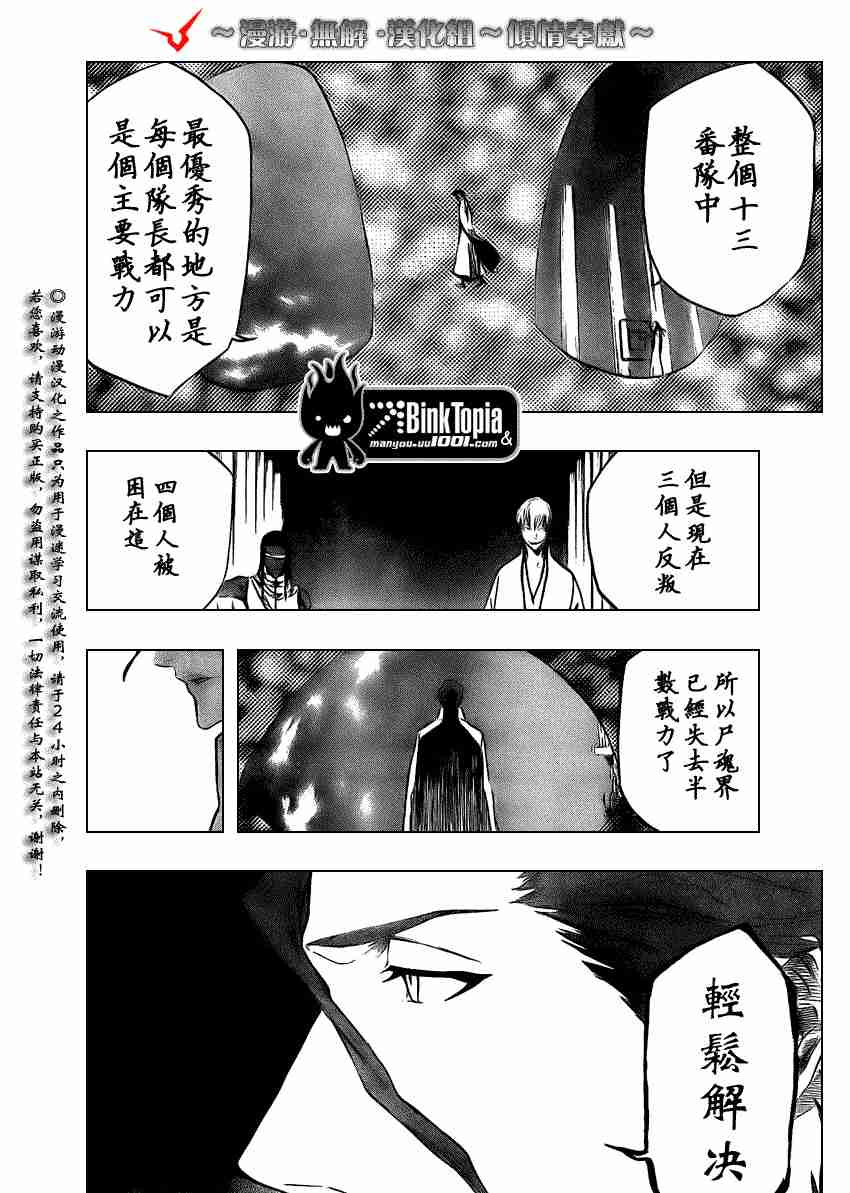 ~漫游·無解·漢化組~傾情奉獻~
整個十三
番隊中
最優秀的地方是
每個隊長都可以
是個主要戰力
BinkTopia
manyou.uu1001.com &
但是現在
三個人反叛
四個人被
困在這
所以尸魂界
已經失去半
數戰力了
輕鬆解決
◎漫游动漫汉化之作品只为用于漫迷学习交流使用，请于24小时之内删除，
若您喜欢，请支持购买正版，勿盗用谋取私利，一切法律责任与本站无关，谢谢！